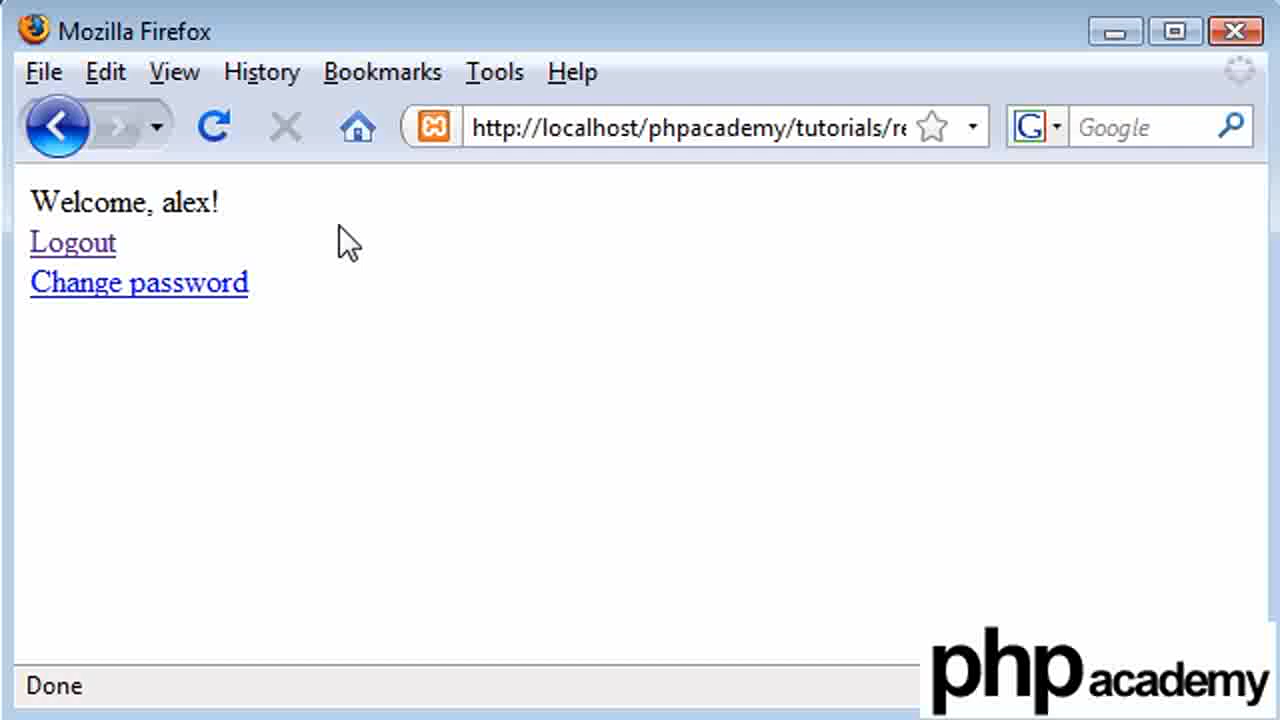 Mozilla Firefox
File Edit View History Bookmarks Tools Help
http://localhost/phpacademy/tutorials/re
G Google
Welcome, alex!
Logout
Change password
Done
php academy